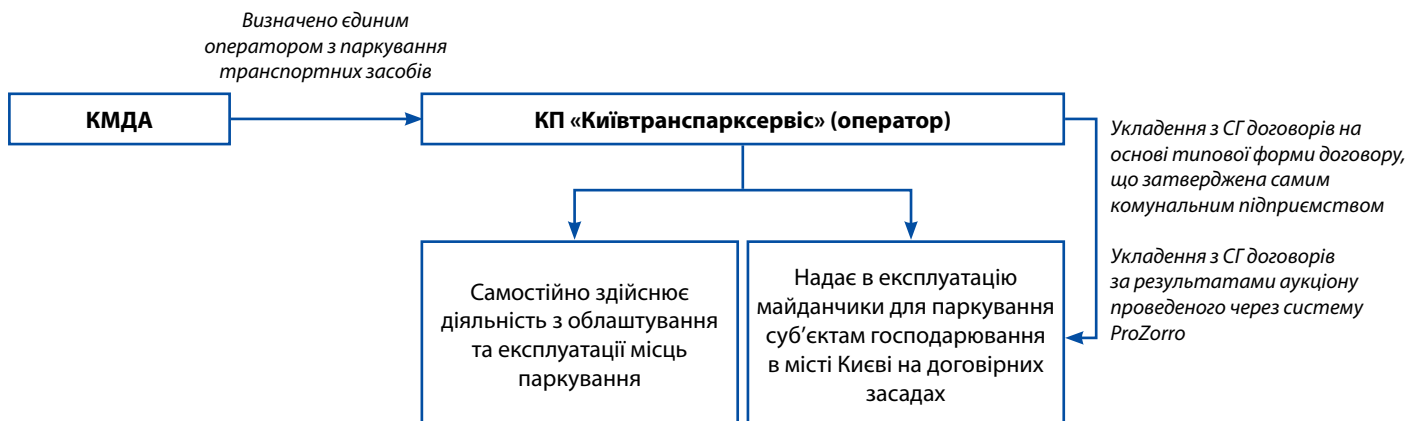 Визначено єдиним
оператором з паркування
транспортних засобів
КМДА
КП «Київтранспарксервіс» (оператор)
Укладення з СГ договорів на
основі типової форми договору,
що затверджена самим
комунальним підприємством
Укладення з СГ договорів
за результатами аукціону
проведеного через систему
ProZorro
Самостійно здійснює
діяльність з облаштування
та експлуатації місць
паркування
Надає в експлуатацію
майданчики для паркування
суб’єктам господарювання
в місті Києві на договірних
засадах